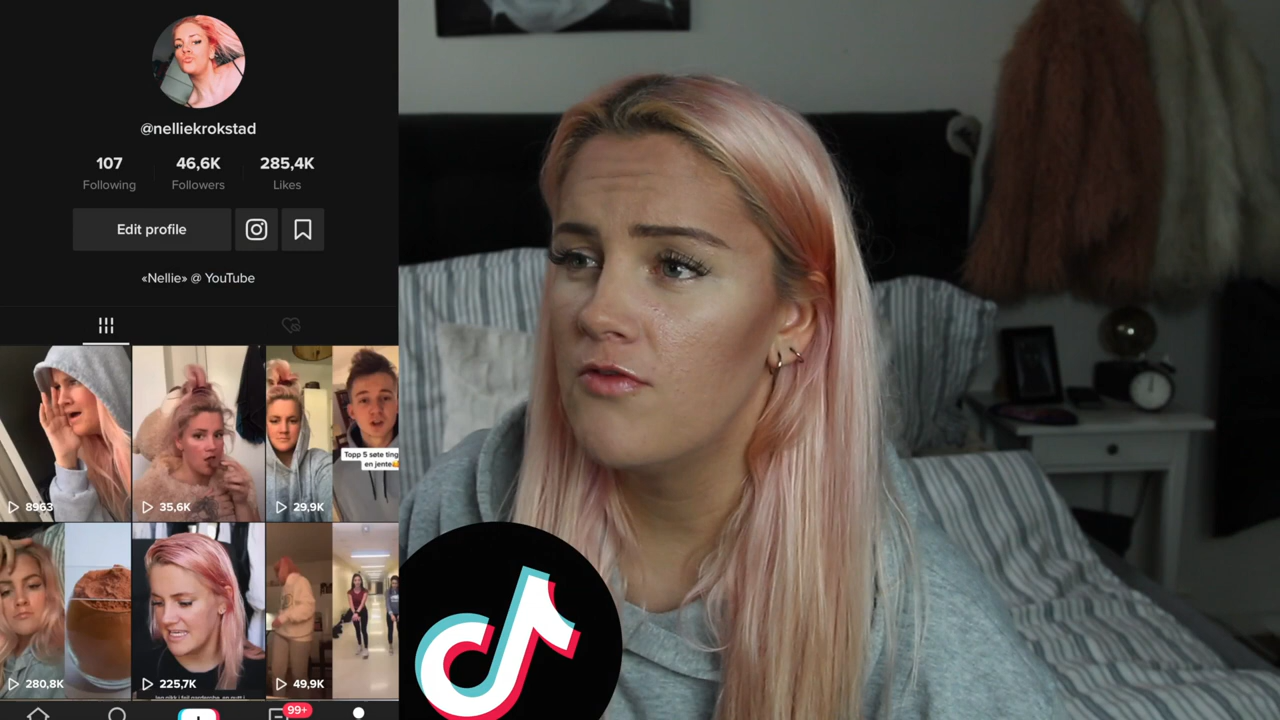 @nelliekrokstad
107 46,6K 285,4K
Following Followers Likes
Edit profile
«Nellie» @ YouTube
Topp 5 søte ting
en jente
8963 35,6K 29,9K
280,8K 225,7K 49,9K
99+